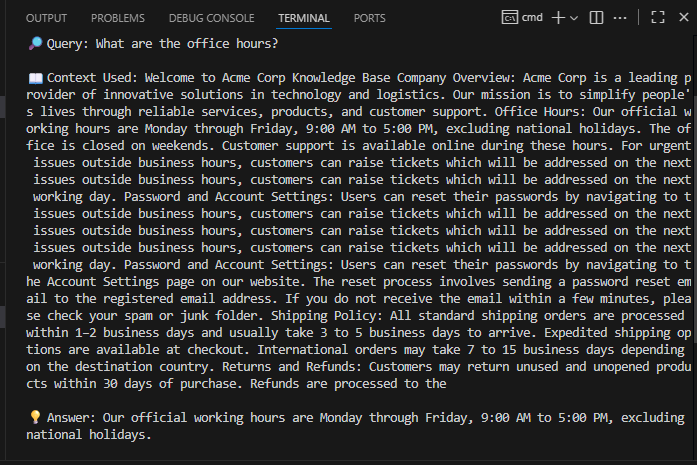 OUTPUT PROBLEMS DEBUG CONSOLE TERMINAL PORTS cmd
Query: What are the office hours?
Context Used: Welcome to Acme Corp Knowledge Base Company Overview: Acme Corp is a leading p
rovider of innovative solutions in technology and logistics. Our mission is to simplify people'
s lives through reliable services, products, and customer support. Office Hours: Our official w
orking hours are Monday through Friday, 9:00 AM to 5:00 PM, excluding national holidays. The of
fice is closed on weekends. Customer support is available online during these hours. For urgent
issues outside business hours, customers can raise tickets which will be addressed on the next
issues outside business hours, customers can raise tickets which will be addressed on the next
working day. Password and Account Settings: Users can reset their passwords by navigating to t
issues outside business hours, customers can raise tickets which will be addressed on the next
issues outside business hours, customers can raise tickets which will be addressed on the next
issues outside business hours, customers can raise tickets which will be addressed on the next
working day. Password and Account Settings: Users can reset their passwords by navigating to t
he Account Settings page on our website. The reset process involves sending a password reset em
ail to the registered email address. If you do not receive the email within a few minutes, plea
se check your spam or junk folder. Shipping Policy: All standard shipping orders are processed
within 1–2 business days and usually take 3 to 5 business days to arrive. Expedited shipping op
tions are available at checkout. International orders may take 7 to 15 business days depending
on the destination country. Returns and Refunds: Customers may return unused and unopened produ
cts within 30 days of purchase. Refunds are processed to the
Answer: Our official working hours are Monday through Friday, 9:00 AM to 5:00 PM, excluding
national holidays.